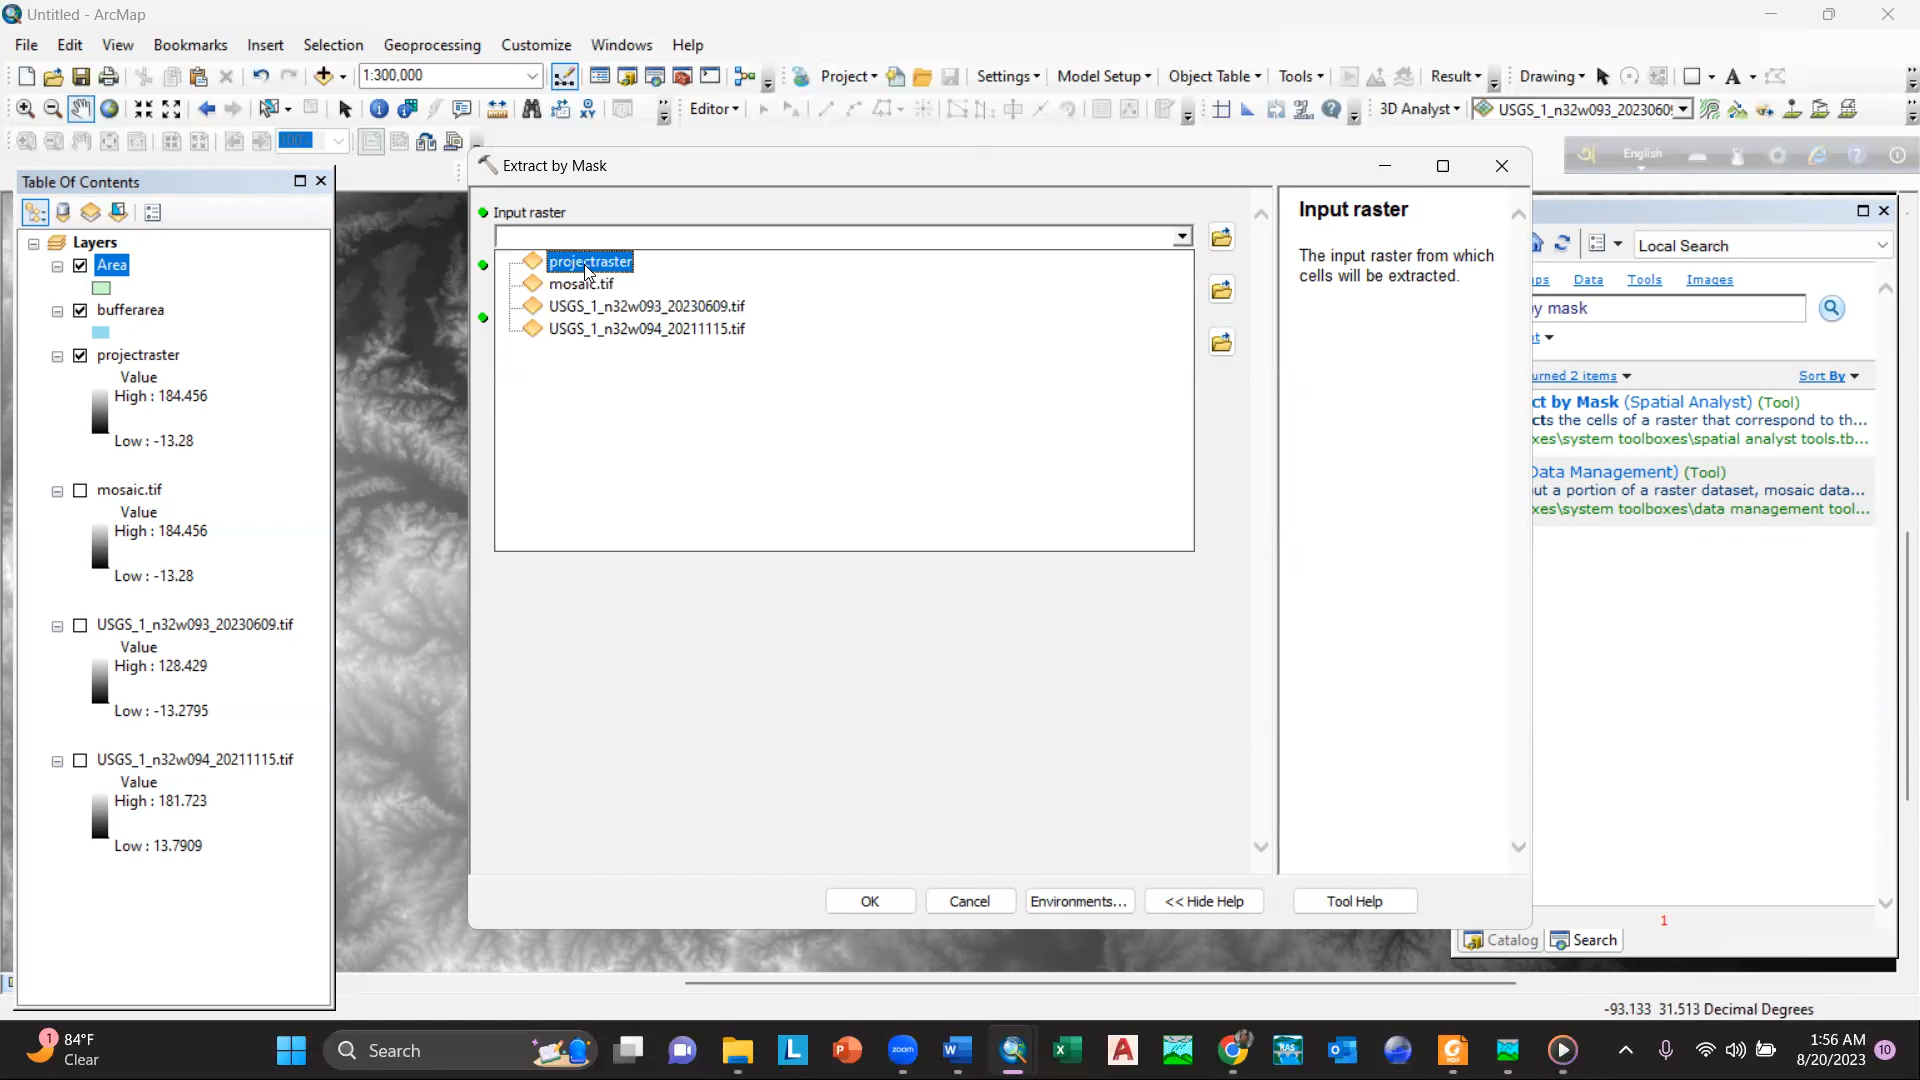 Untitled - ArcMap
File Edit View Bookmarks Insert Selection Geoprocessing Customize Windows Help
1:300,000 Project Settings Model Setup Object Table Tools Result Drawing
Editor 3D Analyst USGS_1_n32w093_20230609
100%
English
Table Of Contents
Layers
Area
bufferarea
projectraster
Value
High : 184.456
Low : -13.28
mosaic.tif
Value
High : 184.456
Low : -13.28
USGS_1_n32w093_20230609.tif
Value
High : 128.429
Low : -13.2795
USGS_1_n32w094_20211115.tif
Value
High : 181.723
Low : 13.7909
Extract by Mask
Input raster
projectraster
mosaic.tif
USGS_1_n32w093_20230609.tif
USGS_1_n32w094_20211115.tif
OK Cancel Environments... << Hide Help Tool Help
Input raster
The input raster from which
cells will be extracted.
Local Search
ps Data Tools Images
y mask
t
urned 2 items Sort By
ct by Mask (Spatial Analyst) (Tool)
cts the cells of a raster that correspond to th...
xes\system toolboxes\spatial analyst tools.tb...
Data Management) (Tool)
ut a portion of a raster dataset, mosaic data...
xes\system toolboxes\data management tool...
1
Catalog Search
-93.133 31.513 Decimal Degrees
1
84°F
Clear
Search
zoom
1:56 AM
8/20/2023
10